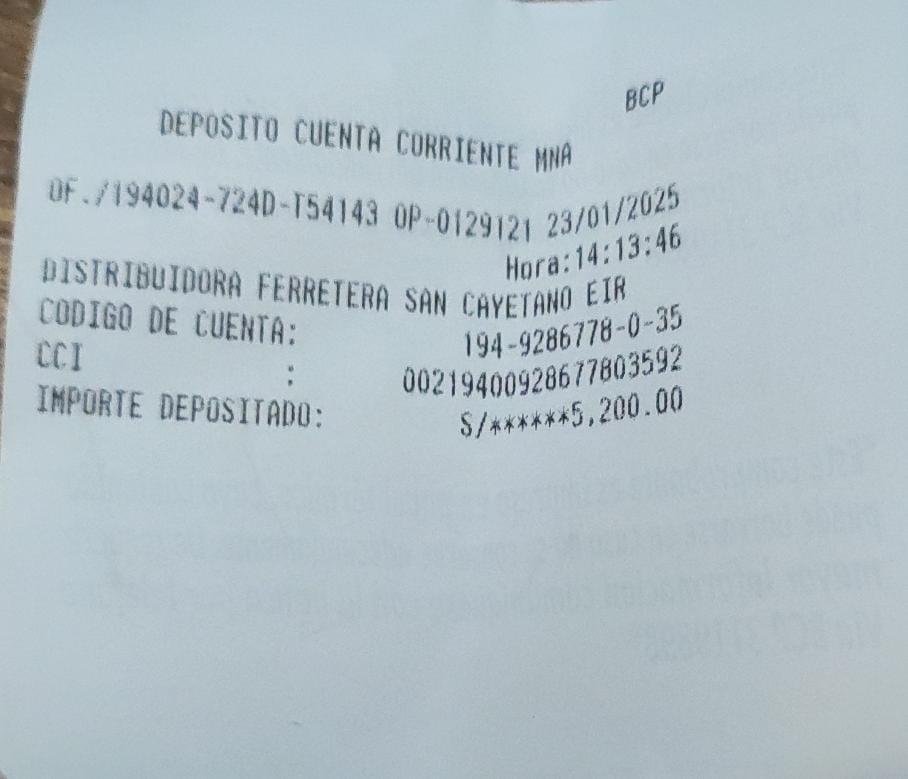 BCP
DEPOSITO CUENTA CORRIENTE MNA
OF./194024-724D-T54143 OP-0129121 23/01/2025
Hora:14:13:46
DISTRIBUIDORA FERRETERA SAN CAYETANO EIR
CODIGO DE CUENTA: 194-9286778-0-35
CCI : 00219400928677803592
IMPORTE DEPOSITADO: S/******5,200.00